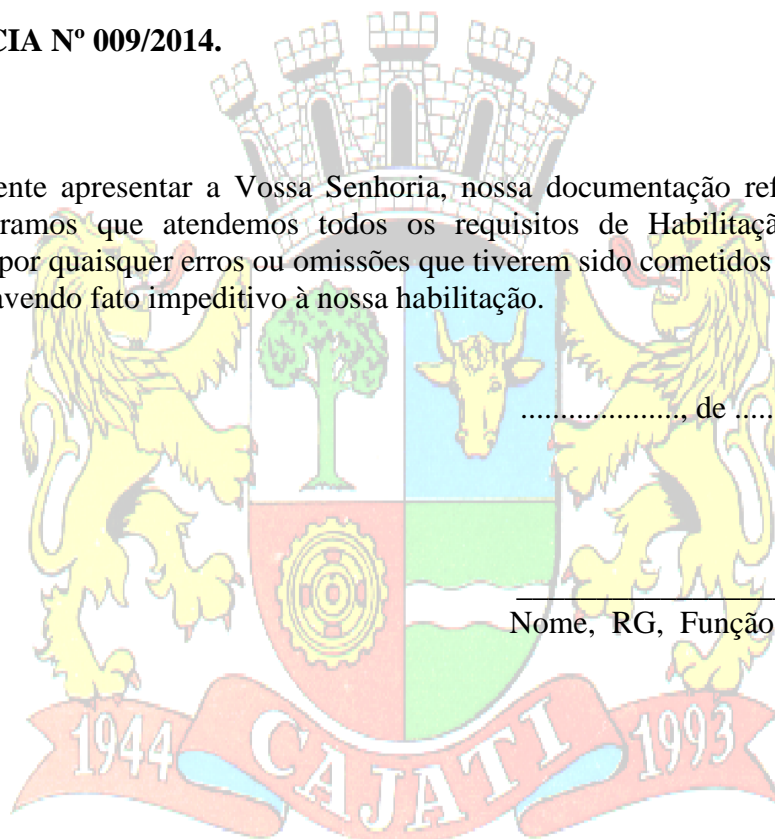 CIA Nº 009/2014.
ente apresentar a Vossa Senhoria, nossa documentação ref
ramos que atendemos todos os requisitos de Habilitaçã
por quaisquer erros ou omissões que tiverem sido cometidos
avendo fato impeditivo à nossa habilitação.
...................., de .....
____________________
Nome, RG, Função
1944 CAJATI 1993